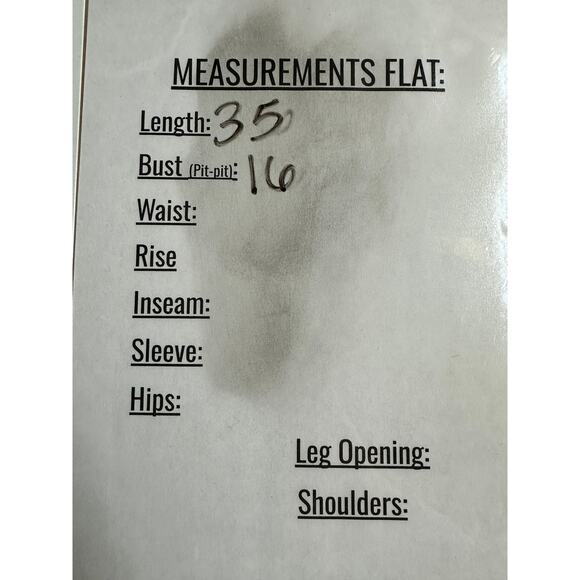 MEASUREMENTS FLAT:
Length: 35
Bust (Pit-pit): 16
Waist:
Rise
Inseam:
Sleeve:
Hips:
Leg Opening:
Shoulders: